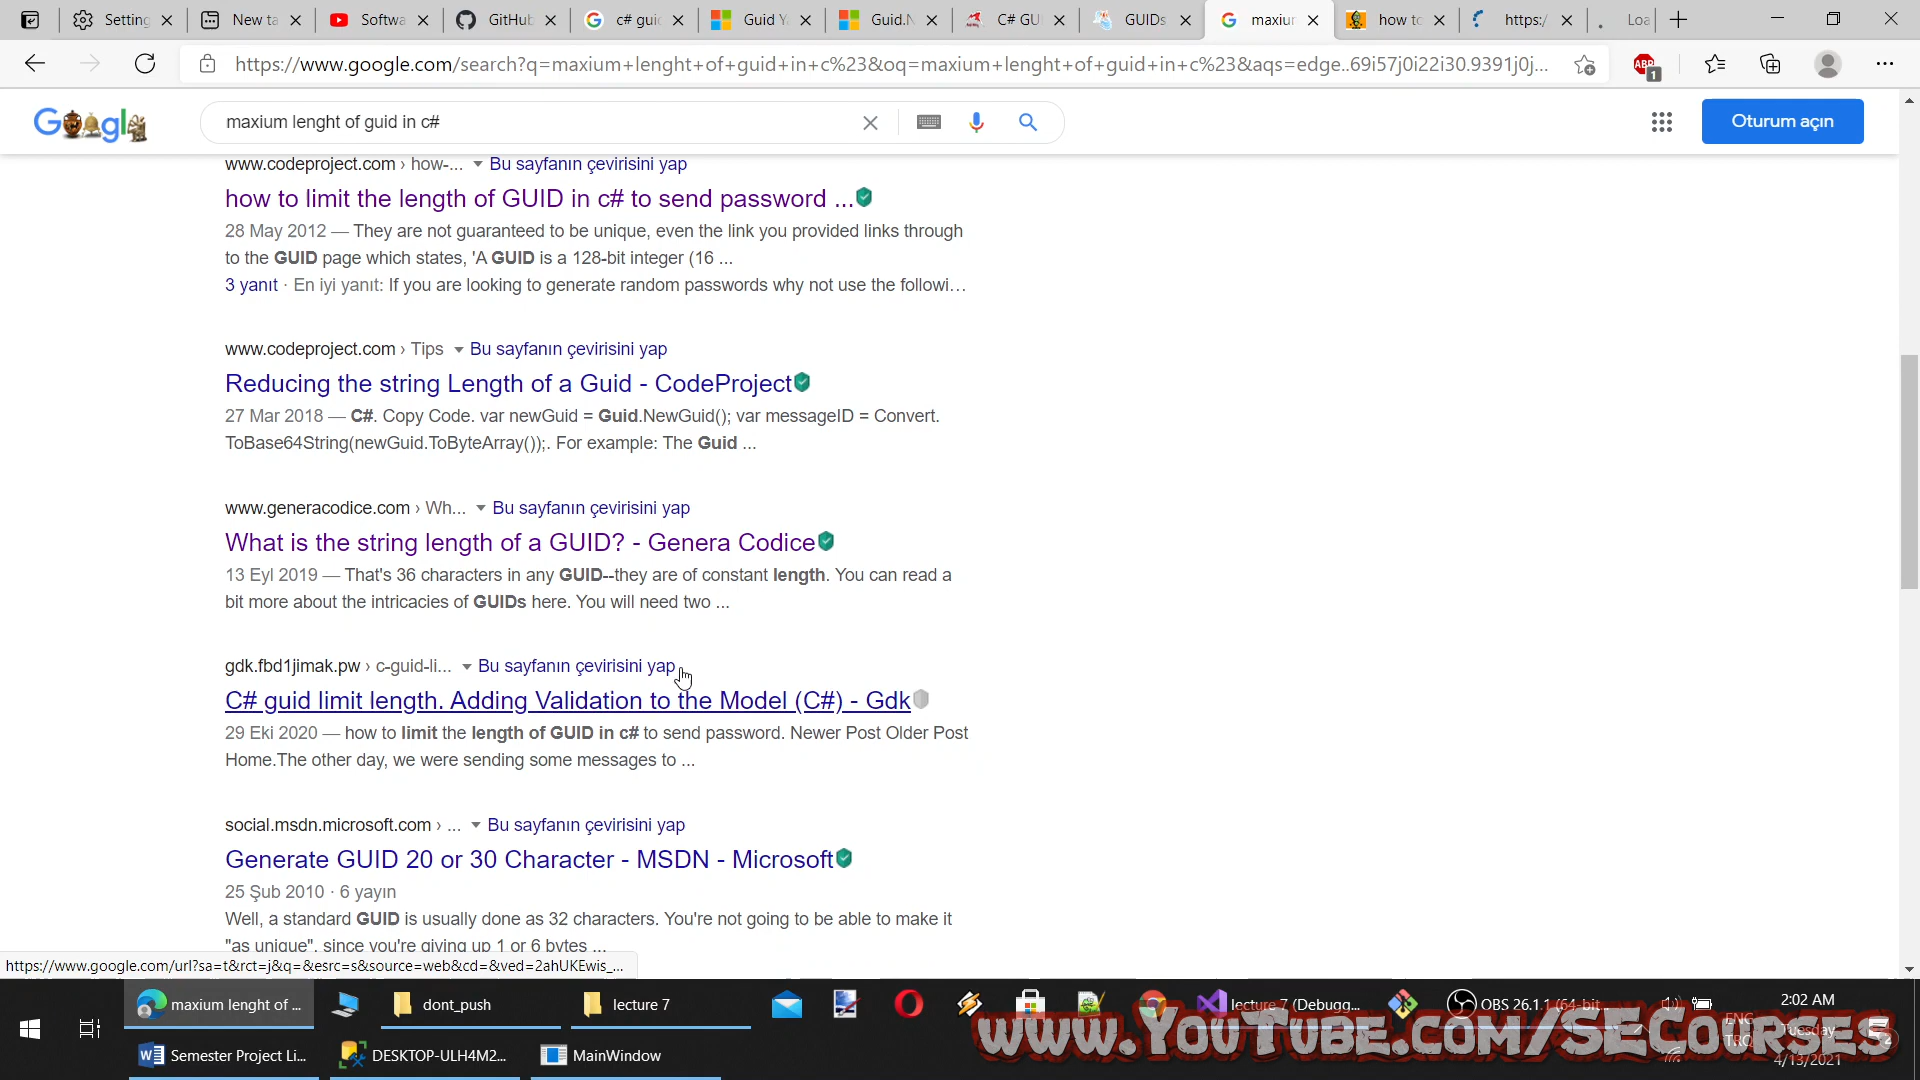 Setting
New ta
Softwa
GitHub
c# guid
Guid Y
Guid.N
C# GU
GUIDs
maxiur
how to
https:/
Loa
https://www.google.com/search?q=maxium+lenght+of+guid+in+c%23&oq=maxium+lenght+of+guid+in+c%23&aqs=edge..69i57j0i22i30.9391j0j...
ABP
1
Google
maxium lenght of guid in c#
Oturum açın
www.codeproject.com › how-... Bu sayfanın çevirisini yap
how to limit the length of GUID in c# to send password ...
28 May 2012 — They are not guaranteed to be unique, even the link you provided links through
to the GUID page which states, 'A GUID is a 128-bit integer (16 ...
3 yanıt · En iyi yanıt: If you are looking to generate random passwords why not use the followi...
www.codeproject.com › Tips Bu sayfanın çevirisini yap
Reducing the string Length of a Guid - CodeProject
27 Mar 2018 — C#. Copy Code. var newGuid = Guid.NewGuid(); var messageID = Convert.
ToBase64String(newGuid.ToByteArray());. For example: The Guid ...
www.generacodice.com › Wh... Bu sayfanın çevirisini yap
What is the string length of a GUID? - Genera Codice
13 Eyl 2019 — That's 36 characters in any GUID--they are of constant length. You can read a
bit more about the intricacies of GUIDs here. You will need two ...
gdk.fbd1jimak.pw › c-guid-li... Bu sayfanın çevirisini yap
C# guid limit length. Adding Validation to the Model (C#) - Gdk
29 Eki 2020 — how to limit the length of GUID in c# to send password. Newer Post Older Post
Home.The other day, we were sending some messages to ...
social.msdn.microsoft.com › ... Bu sayfanın çevirisini yap
Generate GUID 20 or 30 Character - MSDN - Microsoft
25 Şub 2010 · 6 yayın
Well, a standard GUID is usually done as 32 characters. You're not going to be able to make it
"as unique", since you're giving up 1 or 6 bytes ...
https://www.google.com/url?sa=t&rct=j&q=&esrc=s&source=web&cd=&ved=2ahUKEwis_...
maxium lenght of ...
dont_push
lecture 7
lecture 7 (Debugg...
OBS 26.1.1 (64-bit...
2:02 AM
ENG
Tuesday
TRQ
4/13/2021
www.YouTube.com/SECourses
Semester Project Li...
DESKTOP-ULH4M2...
MainWindow